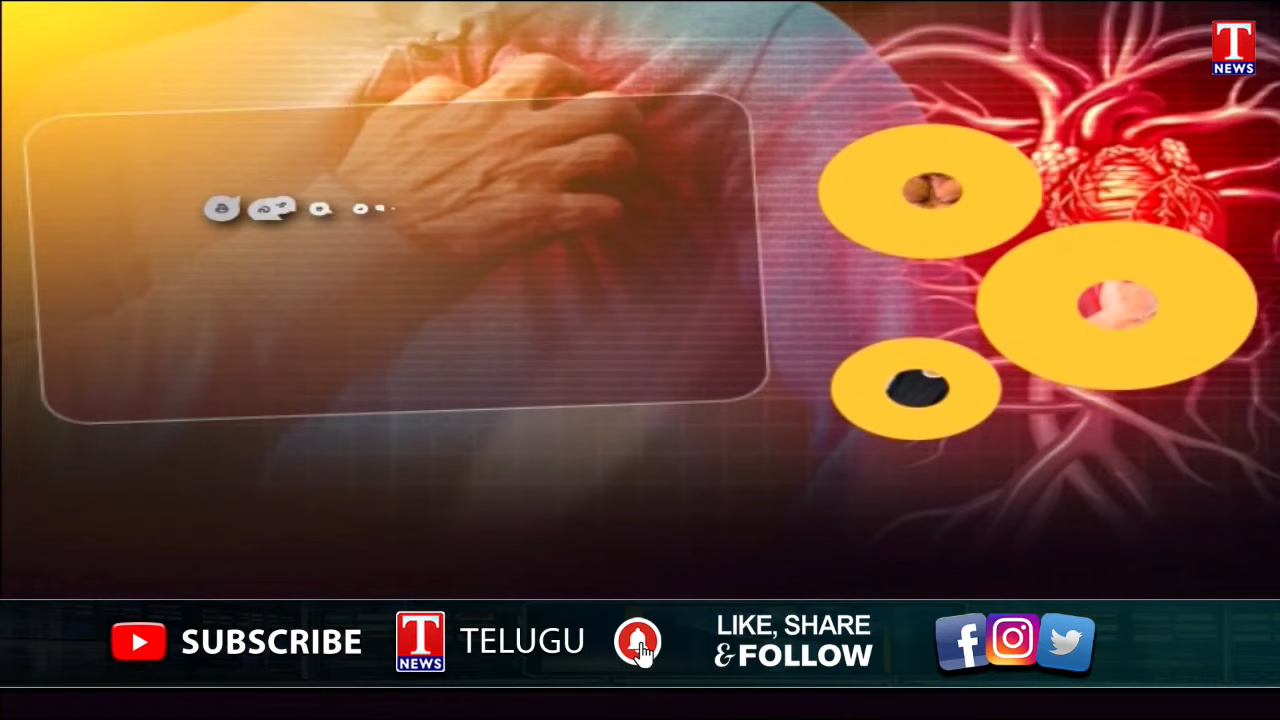 T
NEWS
SUBSCRIBE
T
NEWS
TELUGU
LIKE, SHARE
& FOLLOW